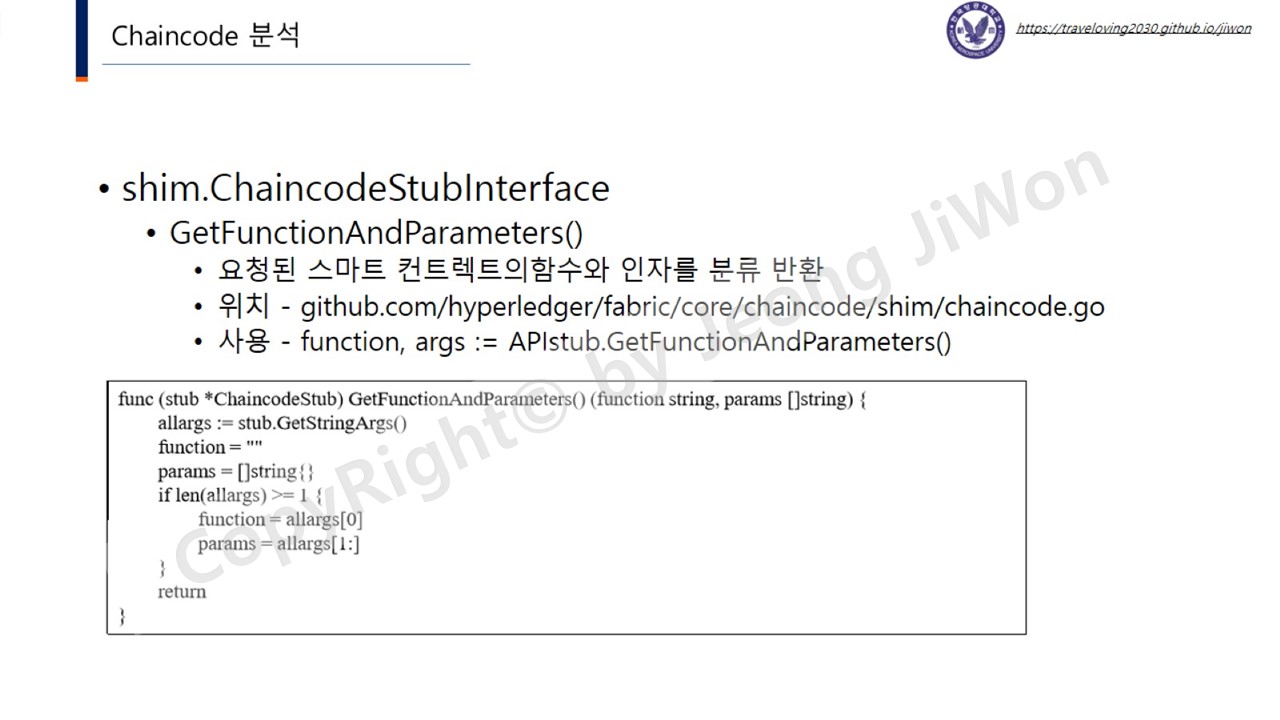 Chaincode 분석
https://traveloving2030.github.io/jiwon
• shim.ChaincodeStubInterface
• GetFunctionAndParameters()
• 요청된 스마트 컨트렉트의함수와 인자를 분류 반환
• 위치 - github.com/hyperledger/fabric/core/chaincode/shim/chaincode.go
• 사용 - function, args := APIstub.GetFunctionAndParameters()
func (stub *ChaincodeStub) GetFunctionAndParameters() (function string, params []string) {
allargs := stub.GetStringArgs()
function = ""
params = []string{}
if len(allargs) >= 1 {
function = allargs[0]
params = allargs[1:]
}
return
}
CopyRight© by Jeong JiWon